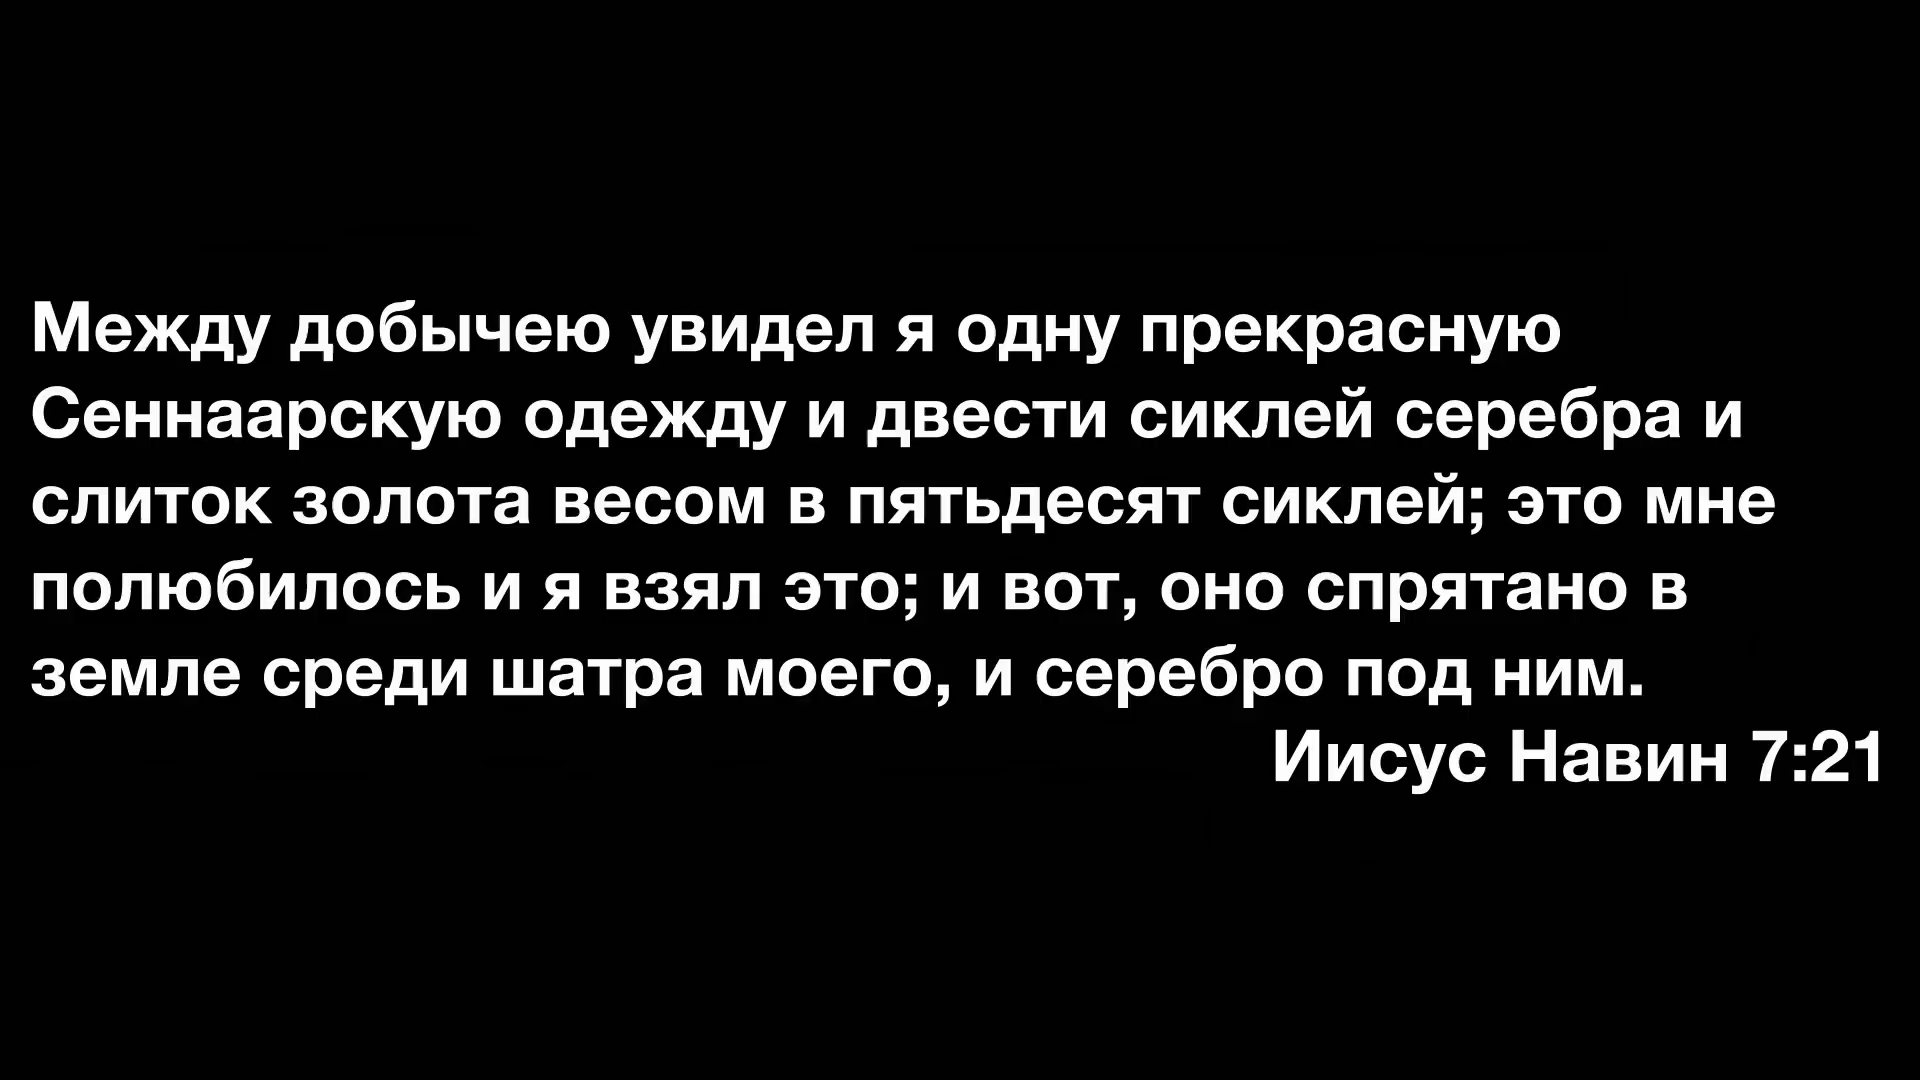 Между добычею увидел я одну прекрасную
Сеннаарскую одежду и двести сиклей серебра и
слиток золота весом в пятьдесят сиклей; это мне
полюбилось и я взял это; и вот, оно спрятано в
земле среди шатра моего, и серебро под ним.
Иисус Навин 7:21